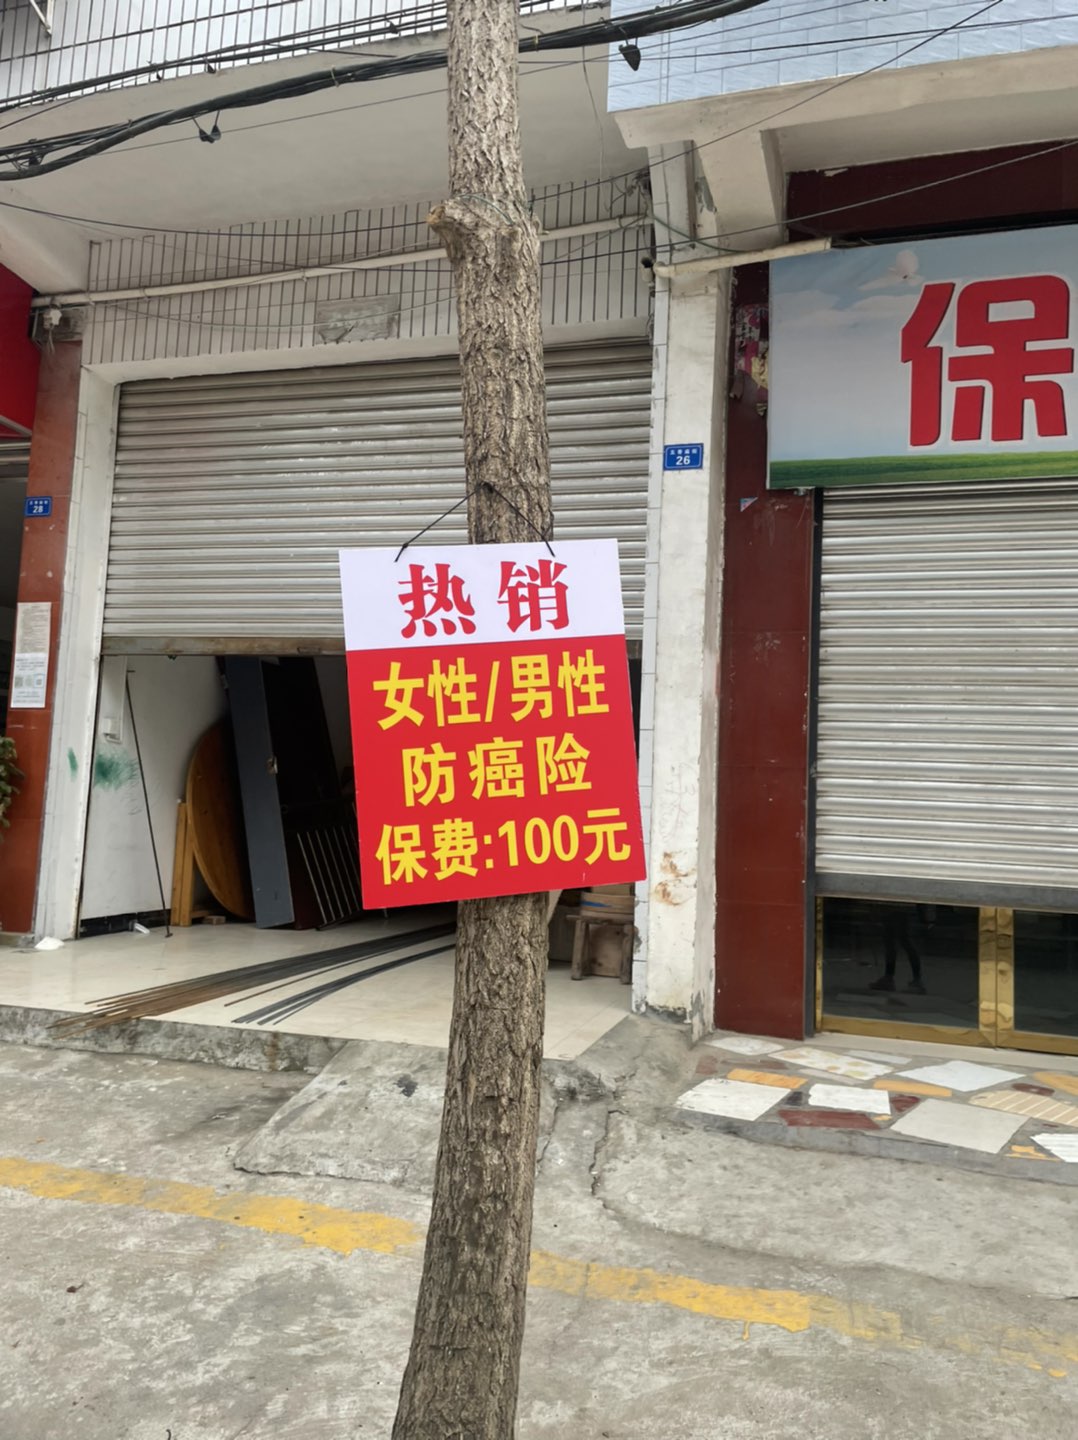 保
26
28
热销
女性/男性
防癌险
保费:100元